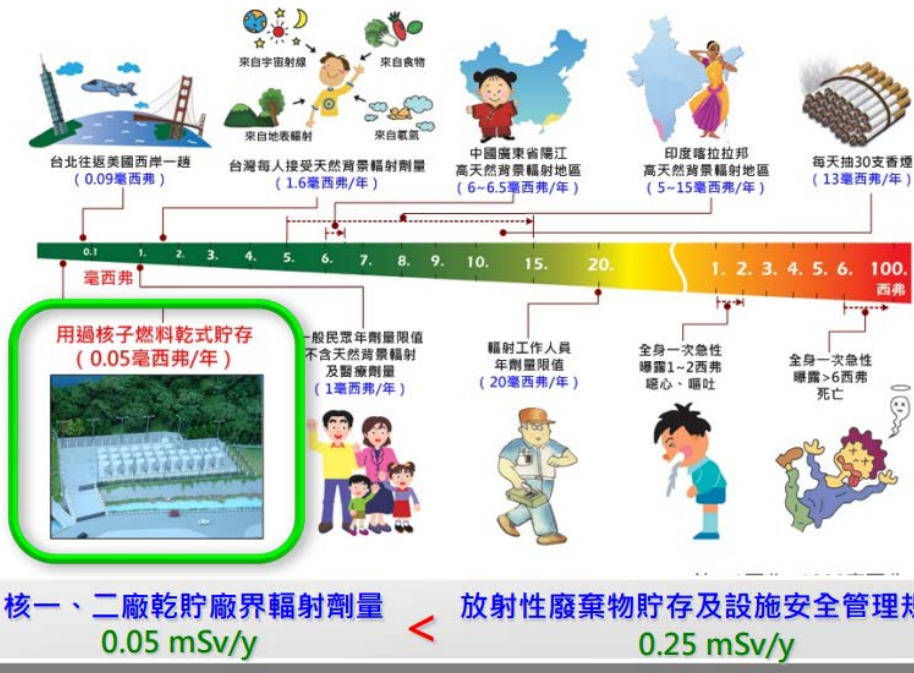 來自宇宙射線
來自食物
來自地表輻射
來自氡氣
台北往返美國西岸一趟
(0.09毫西弗)
台灣每人接受天然背景輻射劑量
(1.6毫西弗/年)
中國廣東省陽江
高天然背景輻射地區
(6~6.5毫西弗/年)
印度喀拉拉邦
高天然背景輻射地區
(5~15毫西弗/年)
每天抽30支香煙
(13毫西弗/年)
0.1 1. 2. 3. 4. 5. 6. 7. 8. 9. 10. 15. 20. 1. 2. 3. 4. 5. 6. 100.
毫西弗
西弗
用過核子燃料乾式貯存
(0.05毫西弗/年)
一般民眾年劑量限值
不含天然背景輻射
及醫療劑量
(1毫西弗/年)
輻射工作人員
年劑量限值
(20毫西弗/年)
全身一次急性
曝露1~2西弗
噁心、嘔吐
全身一次急性
曝露>6西弗
死亡
核一、二廠乾貯廠界輻射劑量
0.05 mSv/y
<
放射性廢棄物貯存及設施安全管理規
0.25 mSv/y